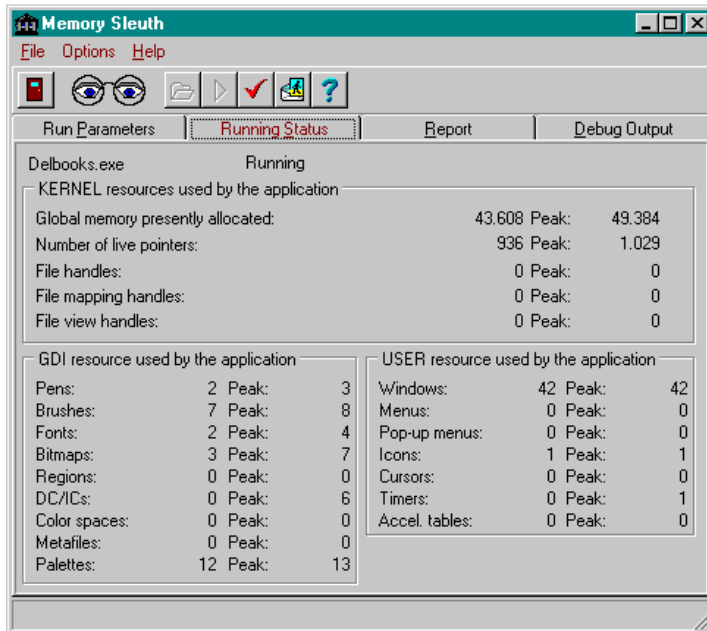 Memory Sleuth
File Options Help
Run Parameters Running Status Report Debug Output
Delbooks.exe Running
KERNEL resources used by the application
Global memory presently allocated: 43.608 Peak: 49.384
Number of live pointers: 936 Peak: 1.029
File handles: 0 Peak: 0
File mapping handles: 0 Peak: 0
File view handles: 0 Peak: 0
GDI resource used by the application
Pens: 2 Peak: 3
Brushes: 7 Peak: 8
Fonts: 2 Peak: 4
Bitmaps: 3 Peak: 7
Regions: 0 Peak: 0
DC/ICs: 0 Peak: 6
Color spaces: 0 Peak: 0
Metafiles: 0 Peak: 0
Palettes: 12 Peak: 13
USER resource used by the application
Windows: 42 Peak: 42
Menus: 0 Peak: 0
Pop-up menus: 0 Peak: 0
Icons: 1 Peak: 1
Cursors: 0 Peak: 0
Timers: 0 Peak: 1
Accel. tables: 0 Peak: 0